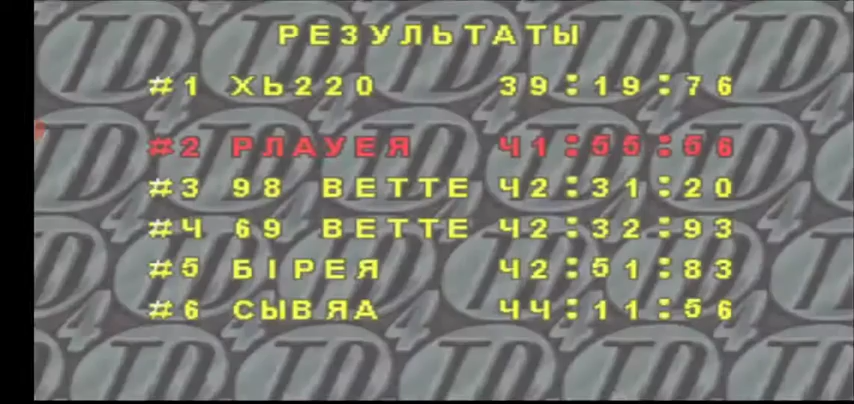 РЕЗУЛЬТАТЫ
#1 ХЬ220 39:19:76
#2 РЛАУЕЯ Ч1:55:56
#3 98 ВЕТТЕ Ч2:31:20
#Ч 69 ВЕТТЕ Ч2:32:93
#5 БІРЕЯ Ч2:51:83
#6 СЫВЯА ЧЧ:11:56